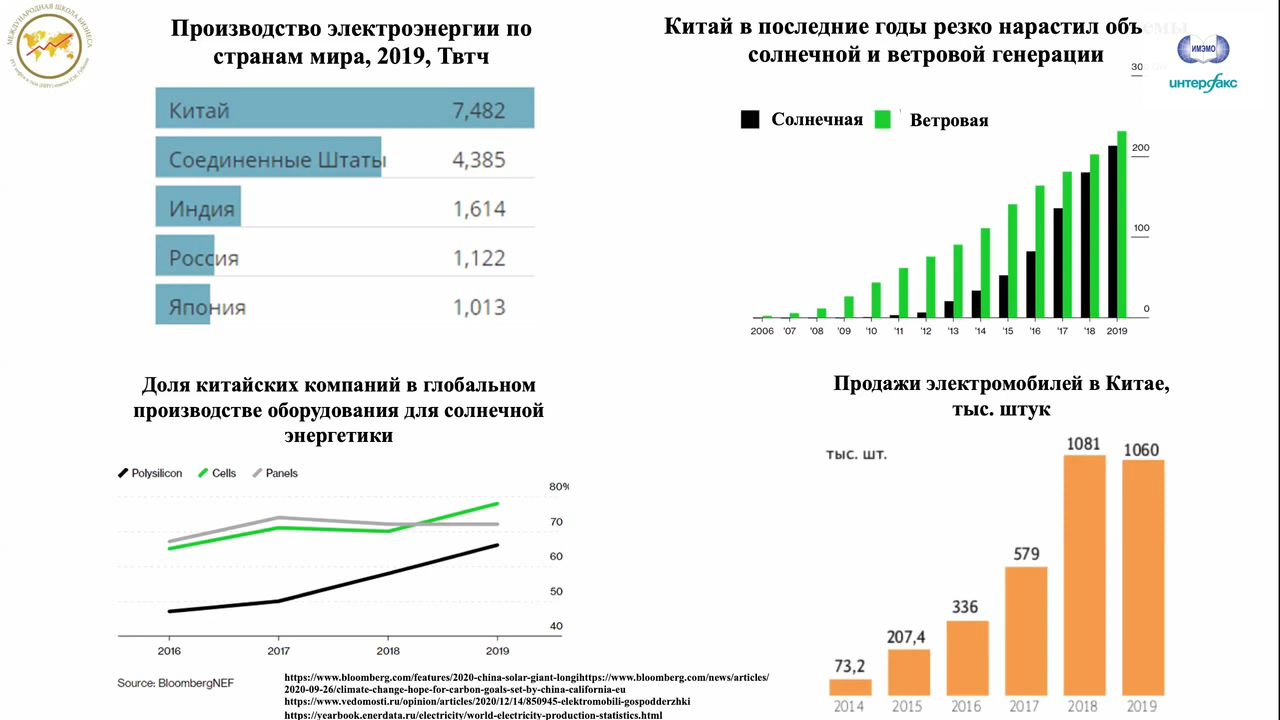 МЕЖДУНАРОДНАЯ ШКОЛА БИЗНЕСА
Производство электроэнергии по
странам мира, 2019, Твтч
Китай 7,482
Соединенные Штаты 4,385
Индия 1,614
Россия 1,122
Япония 1,013
Китай в последние годы резко нарастил объемы
солнечной и ветровой генерации
ИМЭМО
интерфакс
30
Солнечная Ветровая
200
100
0
2006 '07 '08 '09 '10 '11 '12 '13 '14 '15 '16 '17 '18 2019
Доля китайских компаний в глобальном
производстве оборудования для солнечной
энергетики
Polysilicon Cells Panels
80%
70
60
50
40
2016 2017 2018 2019
Source: BloombergNEF
Продажи электромобилей в Китае,
тыс. штук
тыс. шт.
73,2 207,4 336 579 1081 1060
2014 2015 2016 2017 2018 2019
https://www.bloomberg.com/features/2020-china-solar-giant-longihttps://www.bloomberg.com/news/articles/
2020-09-26/climate-change-hope-for-carbon-goals-set-by-china-california-eu
https://www.vedomosti.ru/opinion/articles/2020/12/14/850945-elektromobili-gospodderzhki
https://yearbook.enerdata.ru/electricity/world-electricity-production-statistics.html